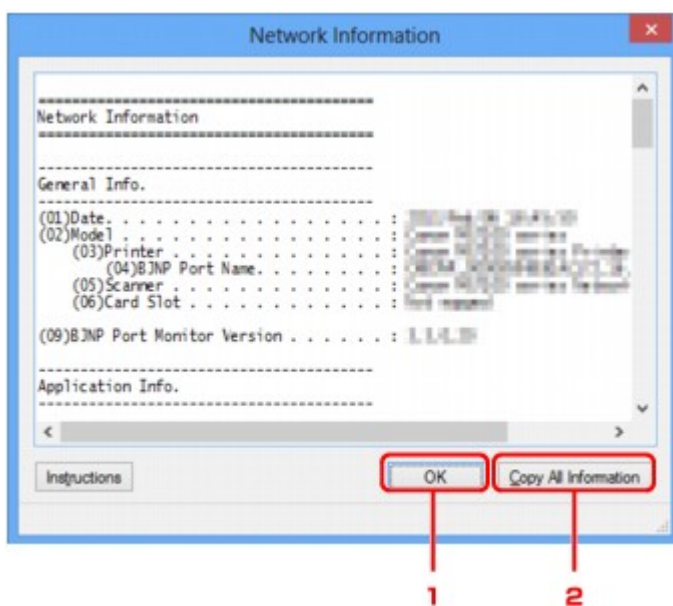 Network Information
========================================
Network Information
========================================
----------------------------------------
General Info.
----------------------------------------
(01)Date. . . . . . . . . . . . . . . . . . . . . :
(02)Model . . . . . . . . . . . . . . . . . . . . :
(03)Printer . . . . . . . . . . . . . . . . :
(04)BJNP Port Name. . . . . . . . . :
(05)Scanner . . . . . . . . . . . . . . . . :
(06)Card Slot . . . . . . . . . . . . . . . :
(09)BJNP Port Monitor Version . . . . . . :
----------------------------------------
Application Info.
----------------------------------------
Instructions
OK
Copy All Information
1
2